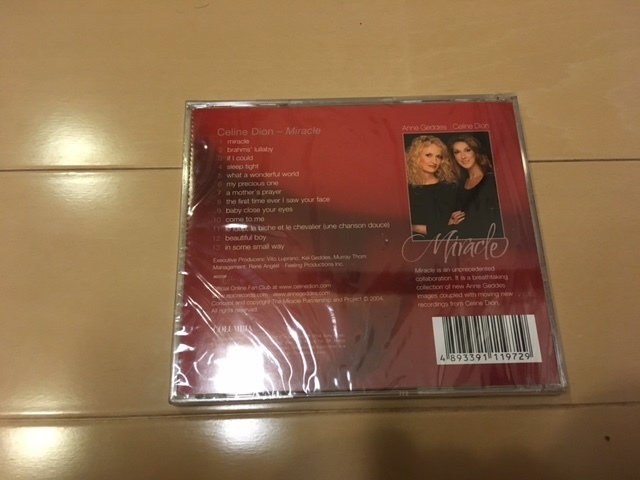 Celine Dion – Miracle
1 miracle
2 brahms' lullaby
3 if I could
4 sleep tight
5 what a wonderful world
6 my precious one
7 a mother's prayer
8 the first time ever I saw your face
9 baby close your eyes
10 come to me
11 le lâche et le chevalier (une chanson douce)
12 beautiful boy
13 in some small way
Executive Producers: Vito Luprano, Kel Geddes, Murray Thom
Management: René Angélil - Feeling Productions Inc.
Official Online Fan Club at www.celinedion.com
www.annegeddes.com
Concept and copyright The Miracle Partnership and Project © 2004.
All rights reserved.
COLUMBIA
Anne Geddes Celine Dion
Miracle
Miracle is an unprecedented
collaboration. It is a breathtaking
collection of new Anne Geddes
images coupled with moving new
recordings from Celine Dion.
4 893391 119729